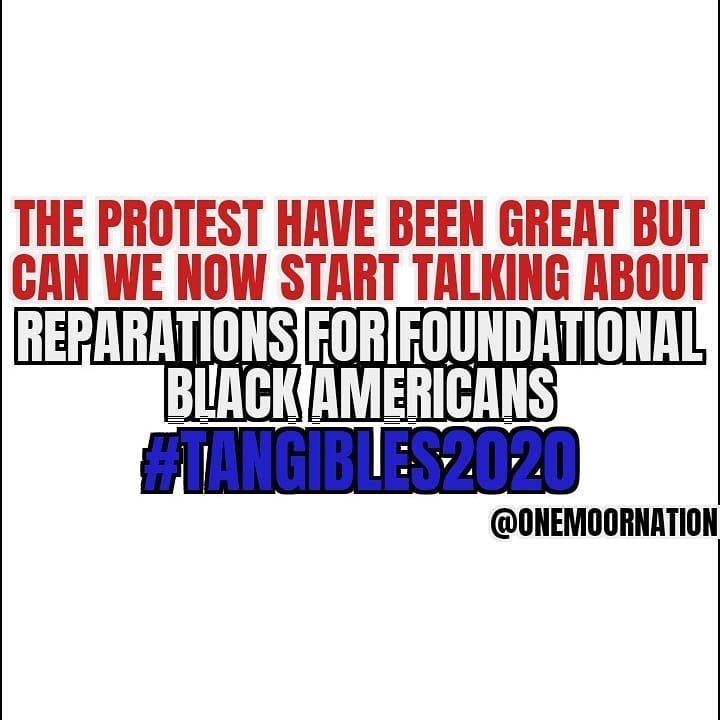 THE PROTEST HAVE BEEN GREAT BUT
CAN WE NOW START TALKING ABOUT
REPARATIONS FOR FOUNDATIONAL
BLACK AMERICANS
#TANGIBLES2020
@ONEMOORNATION